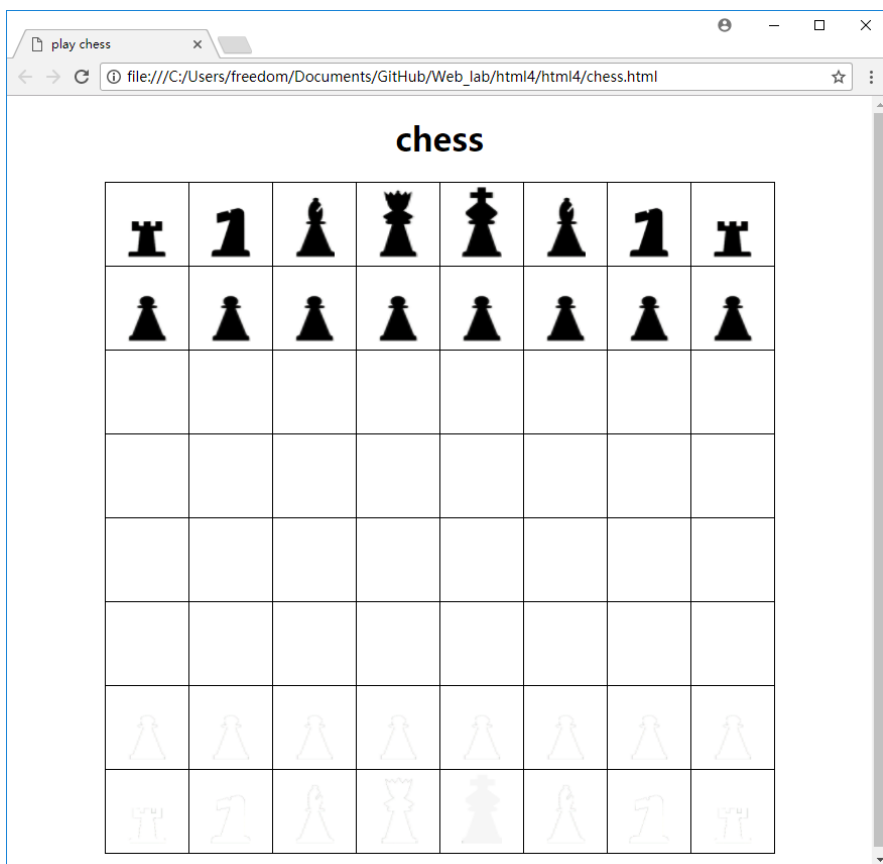 play chess
file:///C:/Users/freedom/Documents/GitHub/Web_lab/html4/html4/chess.html
chess